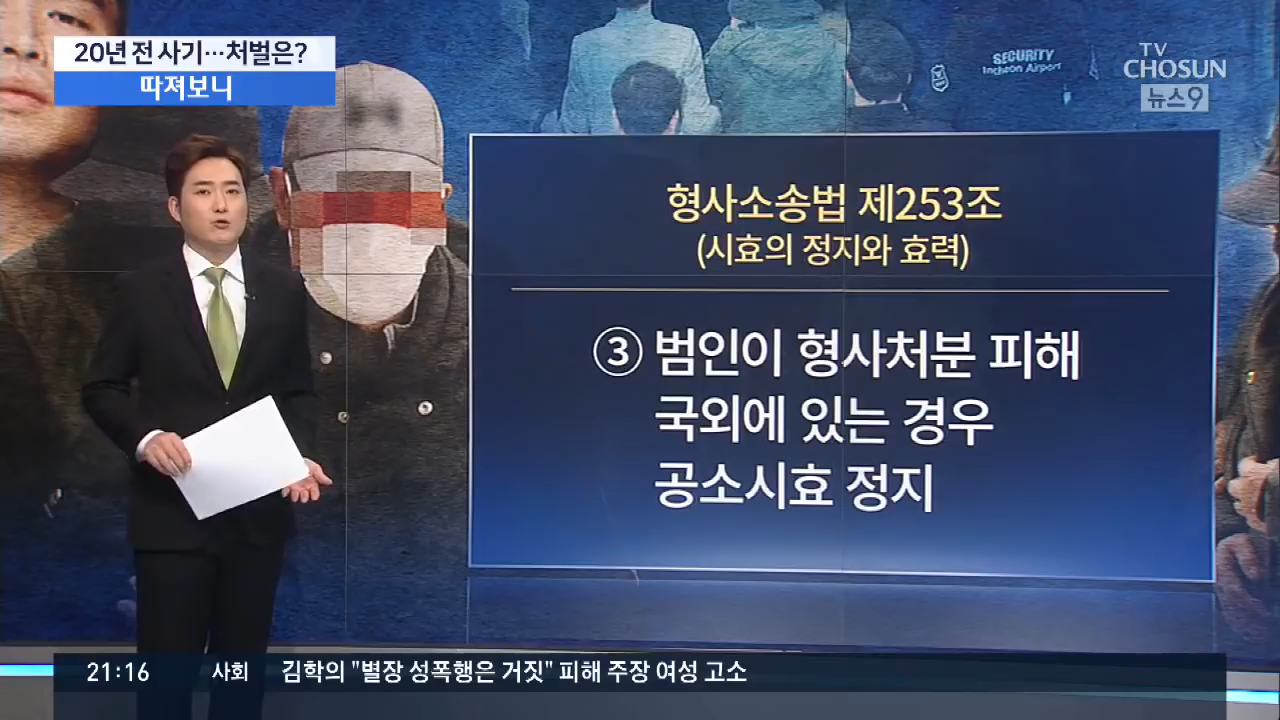 20년 전 사기…처벌은?
따져보니
SECURITY
Incheon Airport
TV
CHOSUN
뉴스9
형사소송법 제253조
(시효의 정지와 효력)
③ 범인이 형사처분 피해
국외에 있는 경우
공소시효 정지
21:16 사회 김학의 "별장 성폭행은 거짓" 피해 주장 여성 고소